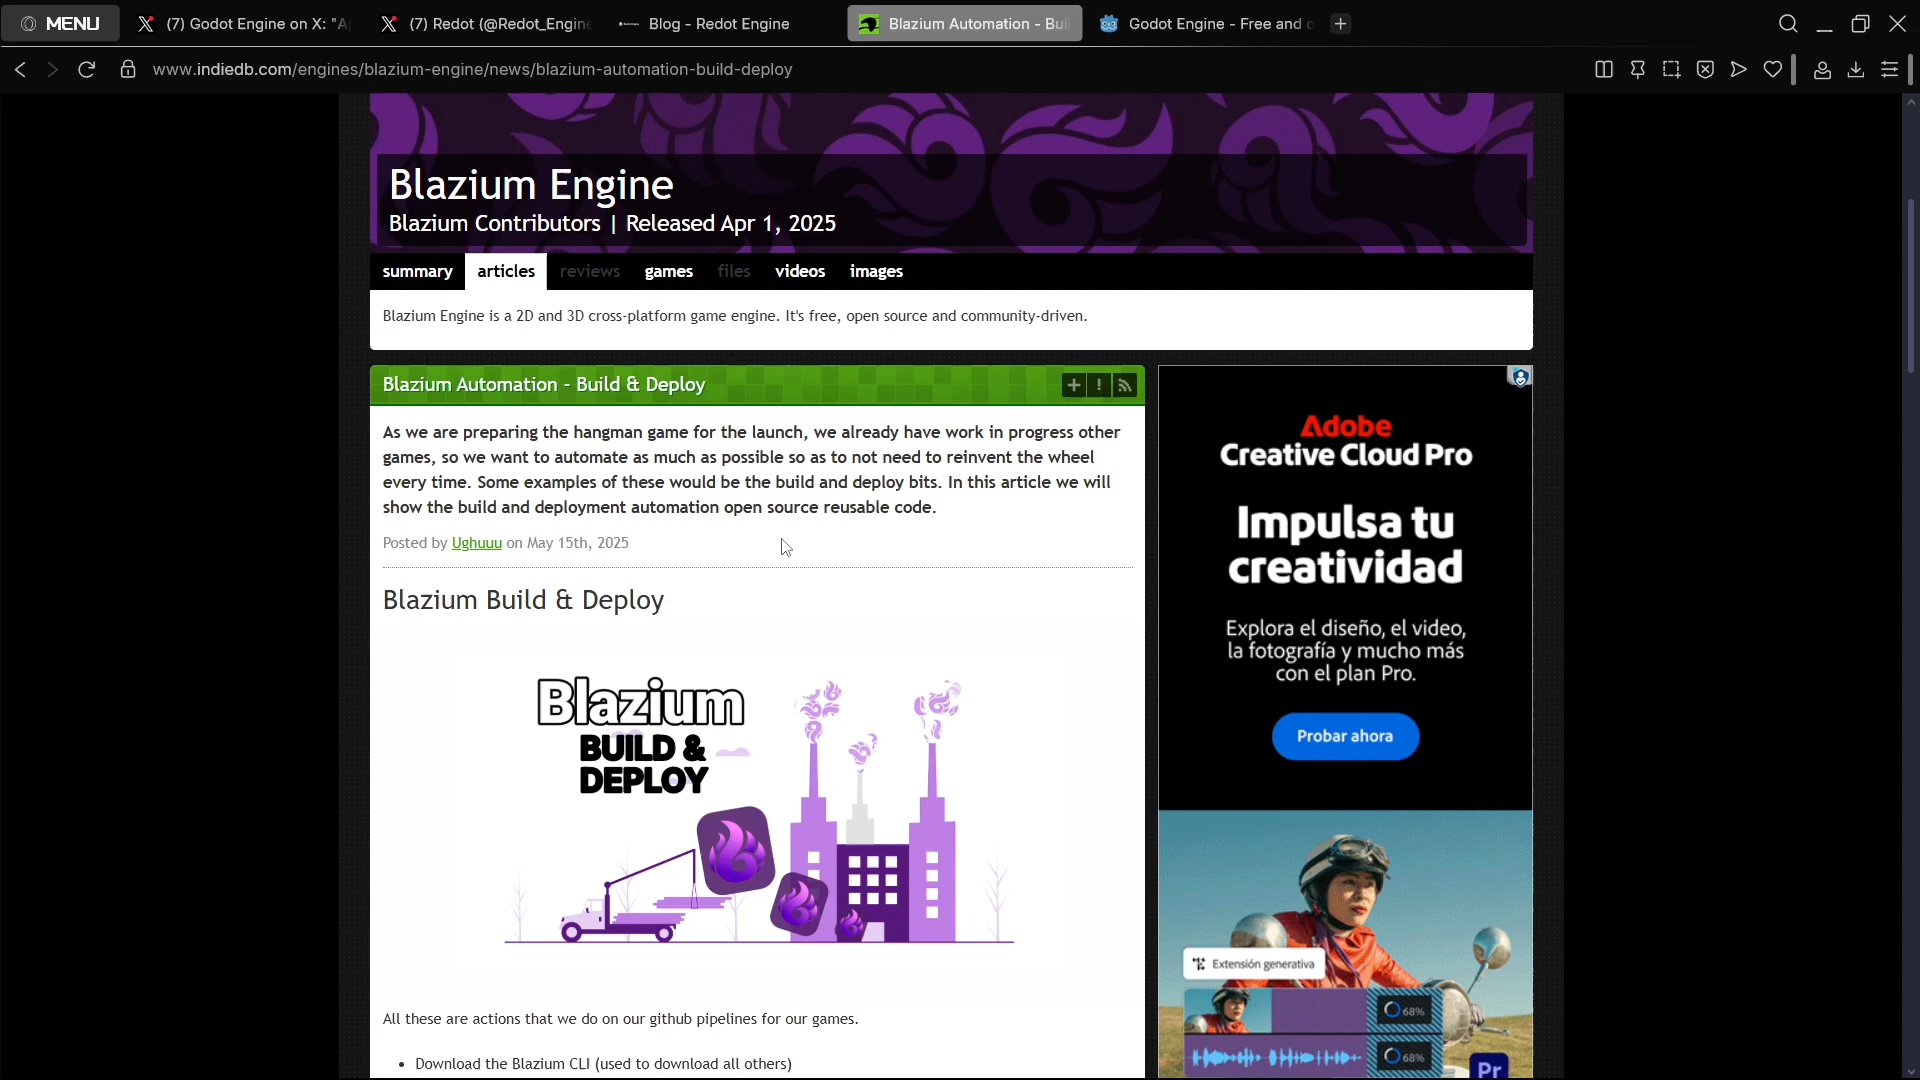 MENU
(7) Godot Engine on X: "A
(7) Redot (@Redot_Engine
Blog - Redot Engine
Blazium Automation - Bui
Godot Engine - Free and o
www.indiedb.com/engines/blazium-engine/news/blazium-automation-build-deploy
Blazium Engine
Blazium Contributors | Released Apr 1, 2025
summary articles reviews games files videos images
Blazium Engine is a 2D and 3D cross-platform game engine. It's free, open source and community-driven.
Blazium Automation - Build & Deploy
As we are preparing the hangman game for the launch, we already have work in progress other
games, so we want to automate as much as possible so as to not need to reinvent the wheel
every time. Some examples of these would be the build and deploy bits. In this article we will
show the build and deployment automation open source reusable code.
Posted by Ughuuu on May 15th, 2025
Blazium Build & Deploy
Blazium
BUILD &
DEPLOY
All these are actions that we do on our github pipelines for our games.
• Download the Blazium CLI (used to download all others)
Adobe
Creative Cloud Pro
Impulsa tu
creatividad
Explora el diseño, el video,
la fotografía y mucho más
con el plan Pro.
Probar ahora
Extensión generativa
68%
68%
Pr